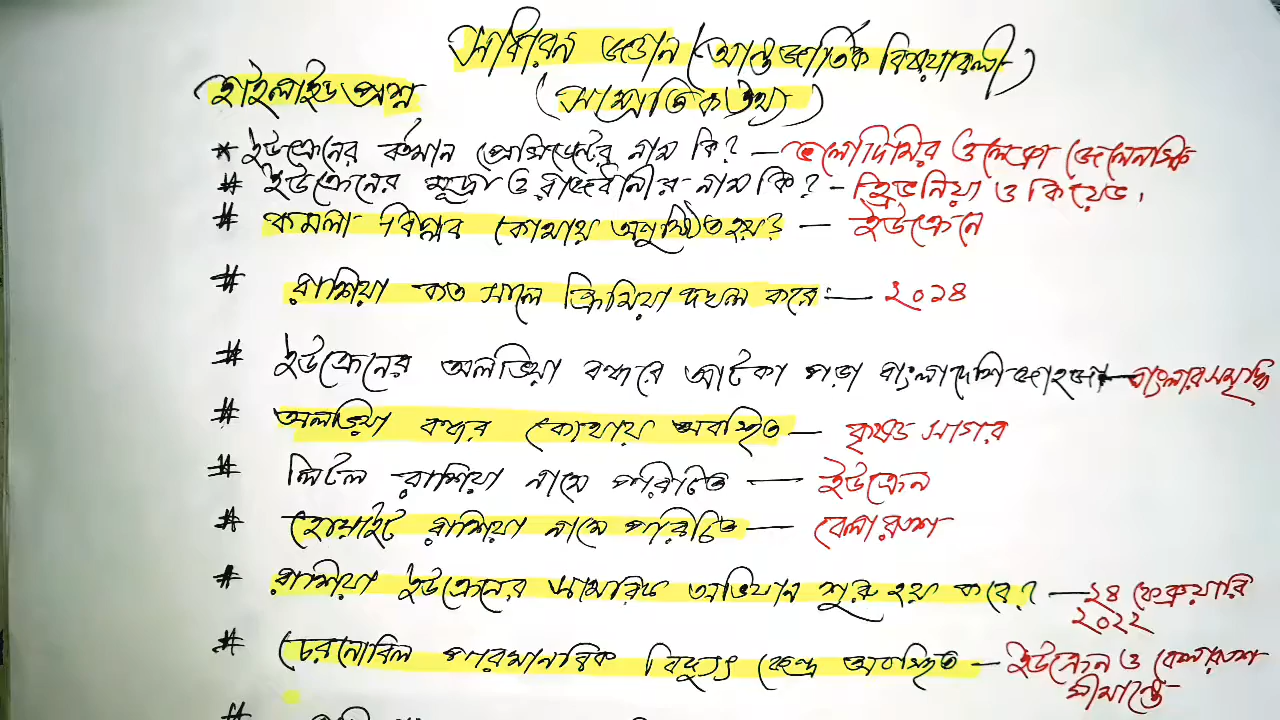 সাধারন জ্ঞান (আন্তর্জার্তিক বিষয়াবলী)
হাইলাইড প্রশ্ন (সাম্প্রতিক তথ্য)
* ইউক্রেনের বর্তমান প্রেসিডেন্টের নাম কি? — ভলোদিমির ওলেক্সা জেলেনস্কি
# ইউক্রেনের মুদ্রা ও রাজধানীর নাম কি? - হ্রিভনিয়া ও কিয়েভ।
# কমলা বিপ্লব কোথায় অনুষ্ঠিত হয়? — ইউক্রেনে
# রাশিয়া কত সালে ক্রিমিয়া দখল করে: — ২০১৪
# ইউক্রেনের অলভিয়া বন্দরে আটকা পড়া বাংলাদেশি জাহাজ — বাংলার সমৃদ্ধি
# অলভিয়া বন্দর কোথায় অবস্থিত — কৃষ্ণ সাগর
# লিটল রাশিয়া নামে পরিচিত — ইউক্রেন
# হোয়াইট রাশিয়া নামে পরিচিত — বেলারুশ
# রাশিয়া ইউক্রেনের সামরিক অভিযান শুরু হয় কবে? — ২৪ ফেব্রুয়ারি
২০২২
# চেরনোবিল পারমানবিক বিদ্যুৎ কেন্দ্র অবস্থিত — ইউক্রেন ও বেলারুশ
সীমান্তে
#